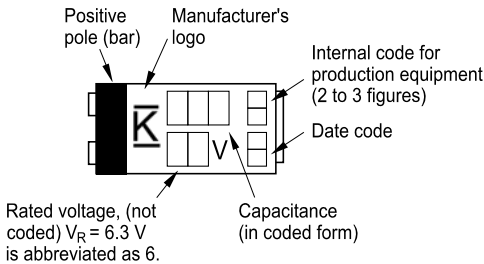 Positive
pole (bar)
Manufacturer's
logo
Internal code for
production equipment
(2 to 3 figures)
Date code
K
V
Rated voltage, (not
coded) VR = 6.3 V
is abbreviated as 6.
Capacitance
(in coded form)